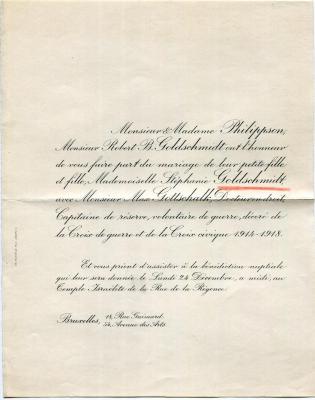 Monsieur & Madame Philippson,
Monsieur Robert B. Goldschmidt ont l'honneur
de vous faire part du mariage de leur petite fille
et fille, Mademoiselle Stéphanie Goldschmidt,
avec Monsieur Max Gottschalk, Docteur en droit,
Capitaine de réserve, volontaire de guerre, décoré de
la Croix de guerre et de la Croix civique 1914-1918.
Et vous prient d'assister à la bénédiction nuptiale
qui leur sera donnée le Lundi 24 Décembre, à midi, au
Temple Israélite de la Rue de la Régence.
Bruxelles, 18, Rue Guimard.
54, Avenue des Arts.